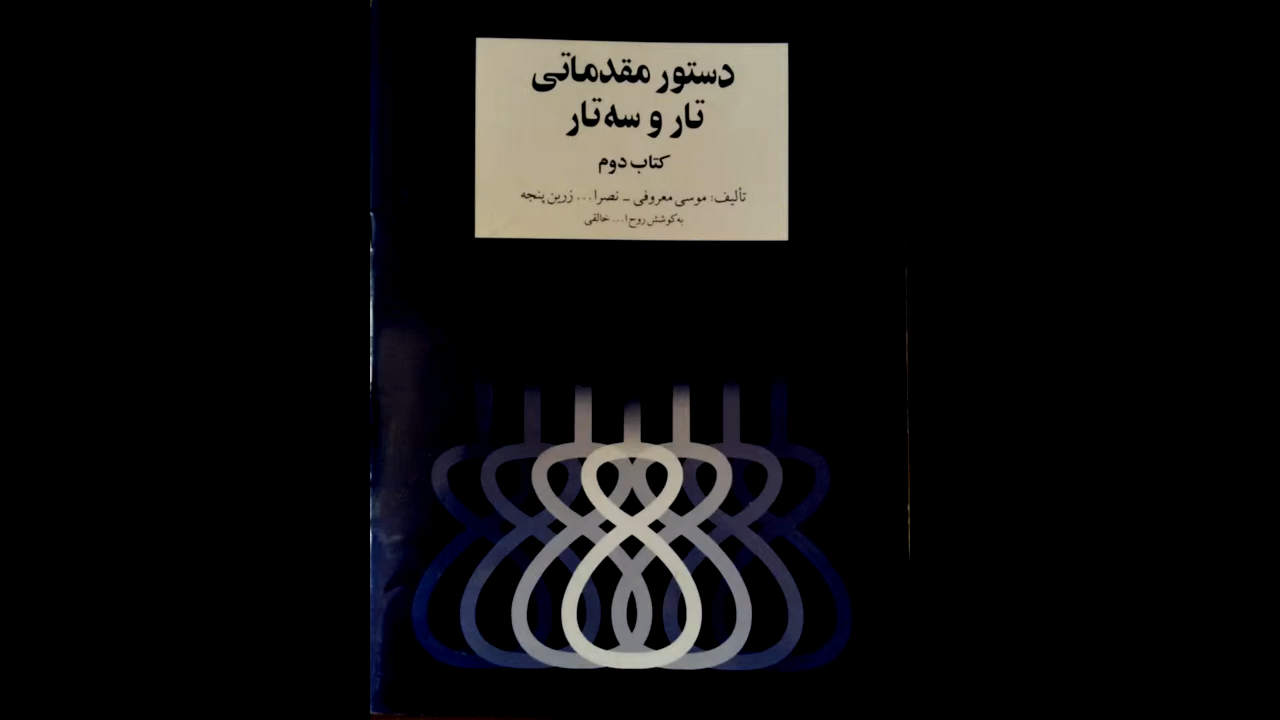 دستور مقدماتی
تار و سه‌تار
کتاب دوم
تألیف: موسی معروفی ـ نصرا... زرین پنجه
به‌کوشش روح ا... خالقی